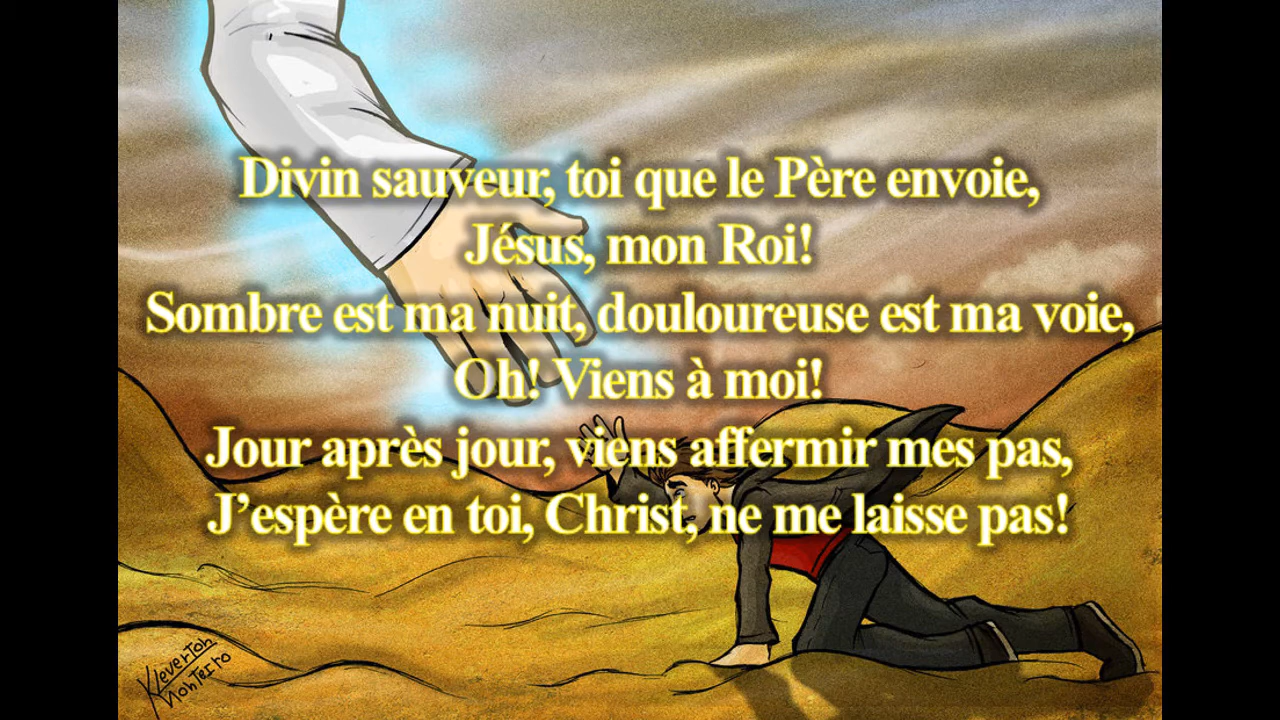 Divin sauveur, toi que le Père envoie,
Jésus, mon Roi!
Sombre est ma nuit, douloureuse est ma voie,
Oh! Viens à moi!
Jour après jour, viens affermir mes pas,
J’espère en toi, Christ, ne me laisse pas!
Kleverton
Monteiro